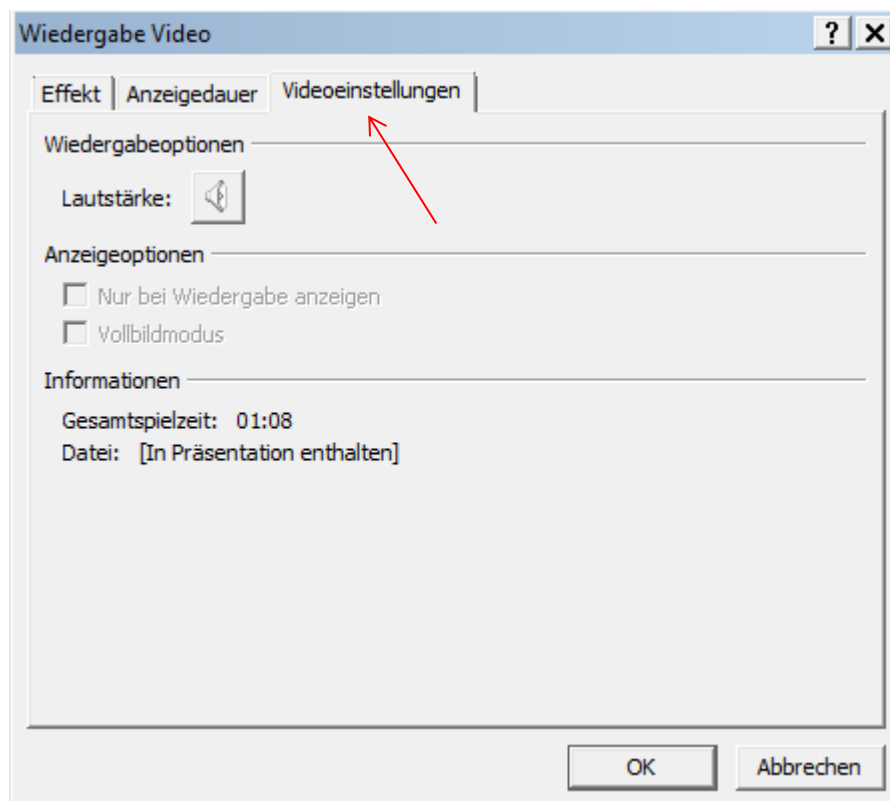 Wiedergabe Video
Effekt Anzeigedauer Videoeinstellungen
Wiedergabeoptionen
Lautstärke:
Anzeigeoptionen
Nur bei Wiedergabe anzeigen
Vollbildmodus
Informationen
Gesamtspielzeit: 01:08
Datei: [In Präsentation enthalten]
OK Abbrechen